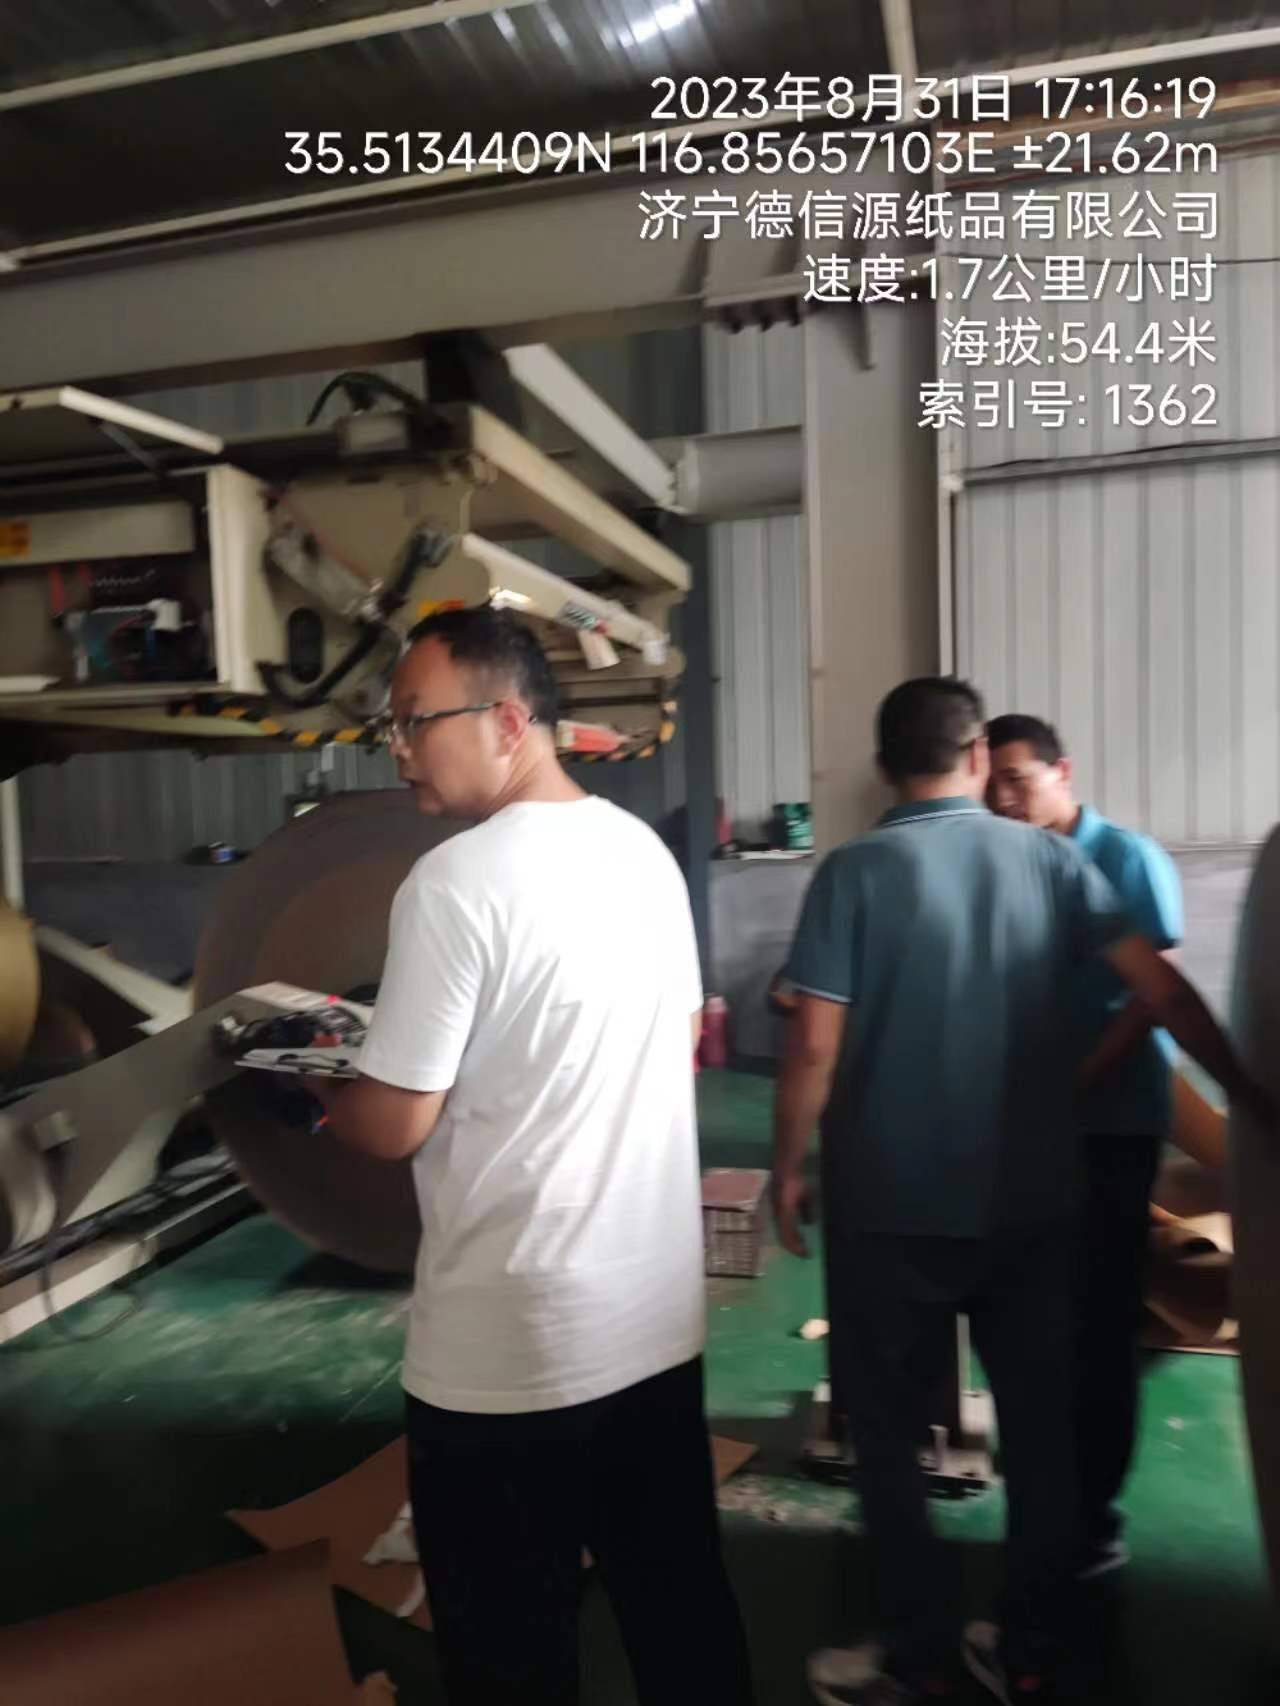 2023年8月31日 17:16:19
35.5134409N 116.85657103E ±21.62m
济宁德信源纸品有限公司
速度:1.7公里/小时
海拔:54.4米
索引号: 1362